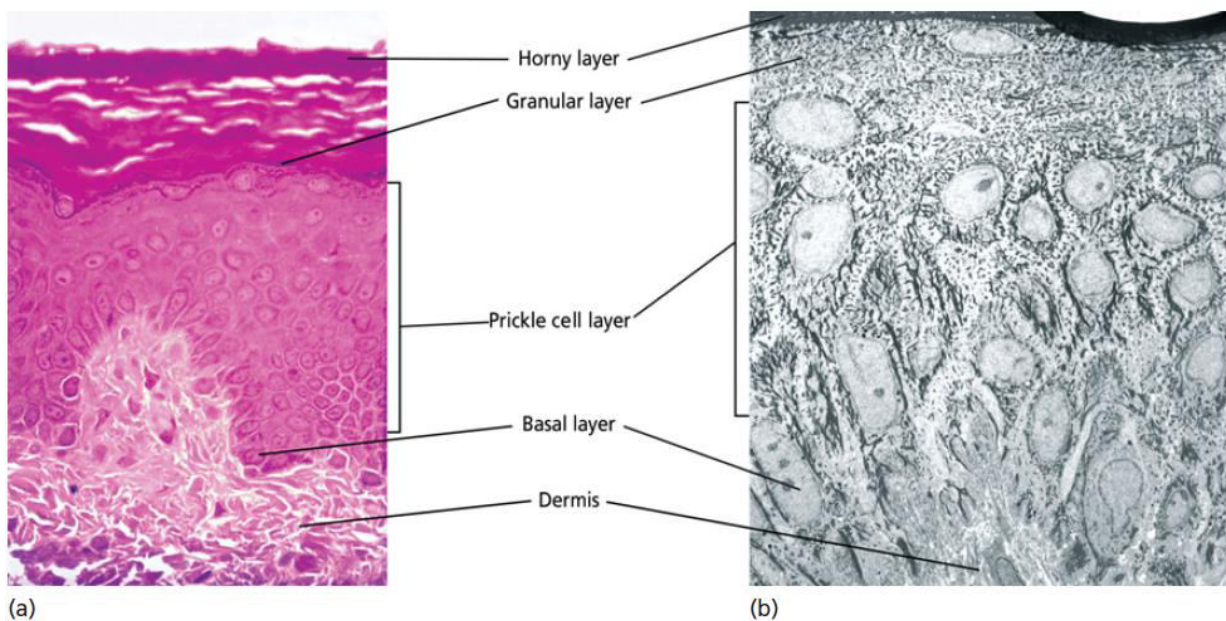 Horny layer
Granular layer
Prickle cell layer
Basal layer
Dermis
(a)
(b)